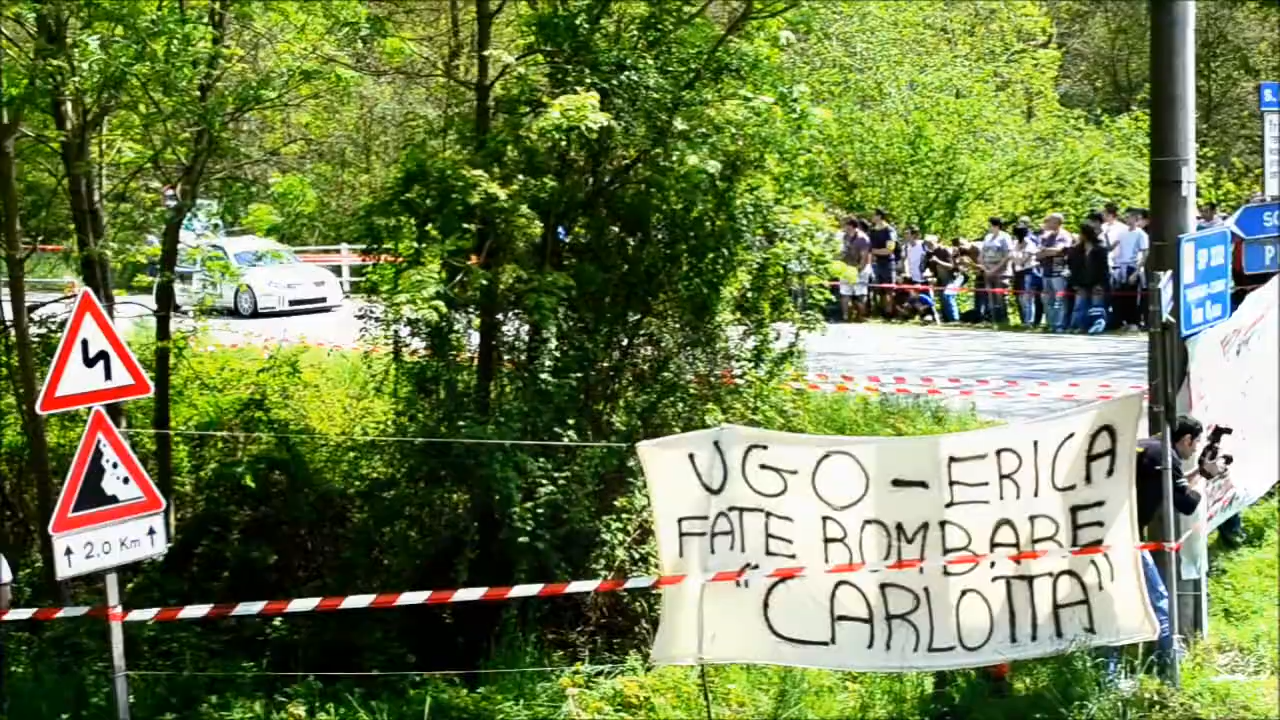 UGO - ERICA
FATE BOMBARE
"CARLOTTA"
↑ 2.0 Km ↑